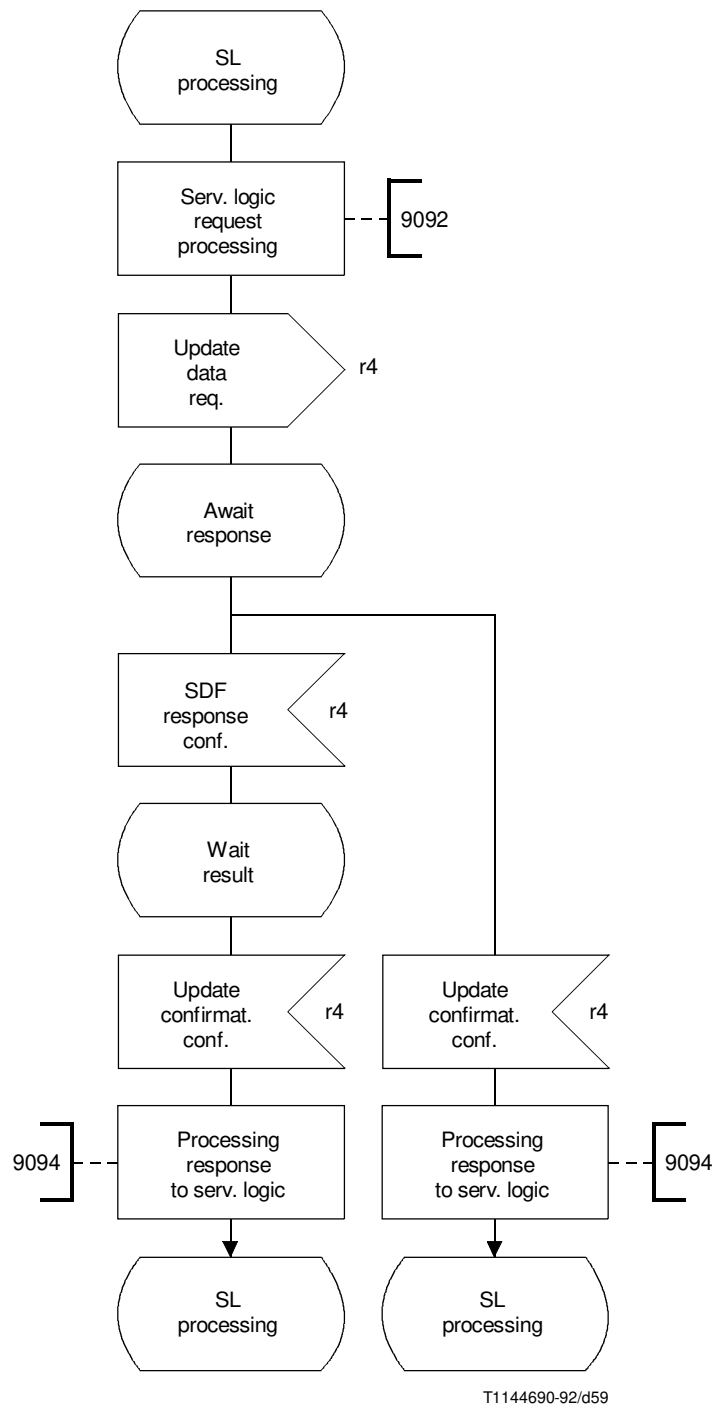 SL
processing
Serv. logic
request
processing
9092
Update
data
req.
r4
Await
response
SDF
response
conf.
r4
Wait
result
Update
confirmat.
conf.
r4
Update
confirmat.
conf.
r4
9094
Processing
response
to serv. logic
Processing
response
to serv. logic
9094
SL
processing
SL
processing
T1144690-92/d59